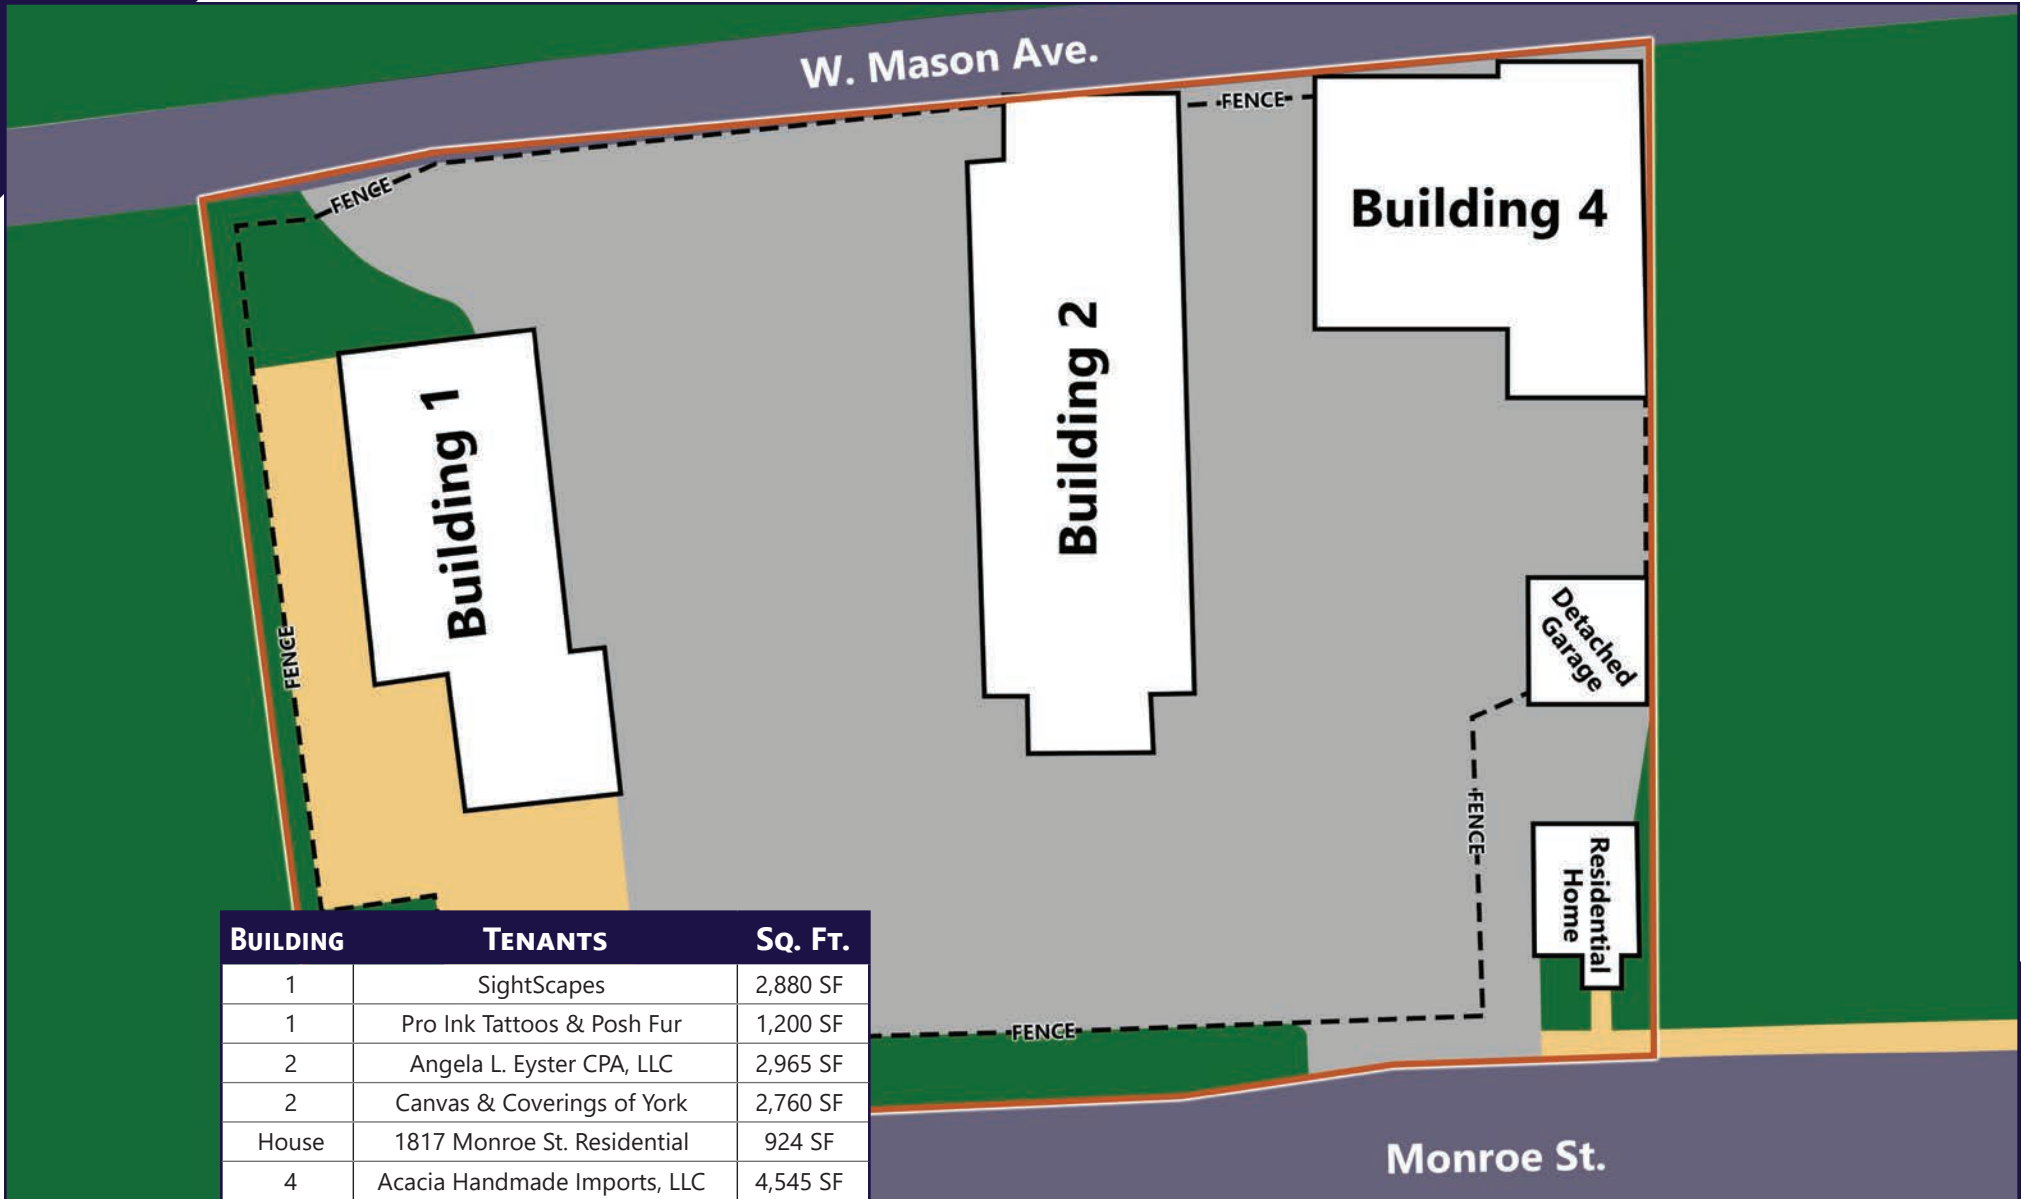 W. Mason Ave.
FENCE
FENCE
Building 4
Building 2
Building 1
Detached
Garage
FENCE
FENCE
Residential
Home
FENCE
Monroe St.
BUILDING TENANTS SQ. FT.
1 SightScapes 2,880 SF
1 Pro Ink Tattoos & Posh Fur 1,200 SF
2 Angela L. Eyster CPA, LLC 2,965 SF
2 Canvas & Coverings of York 2,760 SF
House 1817 Monroe St. Residential 924 SF
4 Acacia Handmade Imports, LLC 4,545 SF